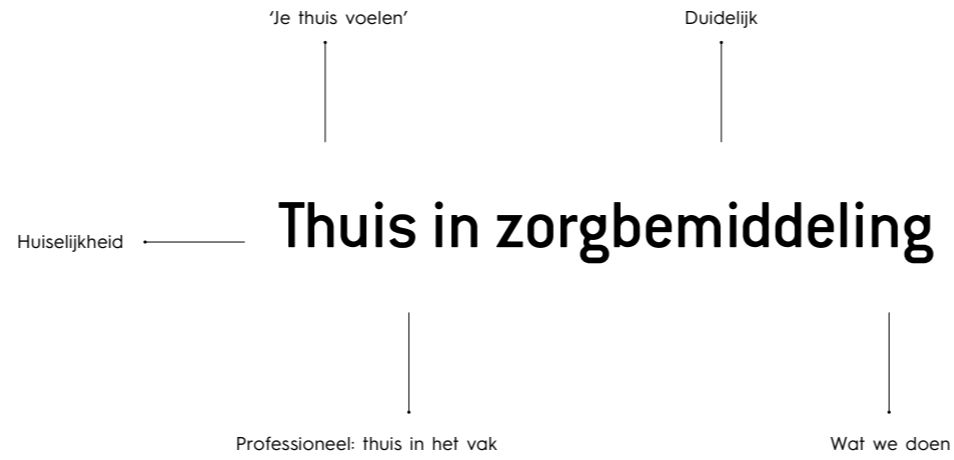 ‘Je thuis voelen’
Duidelijk
Huiselijkheid
Thuis in zorgbemiddeling
Professioneel: thuis in het vak
Wat we doen